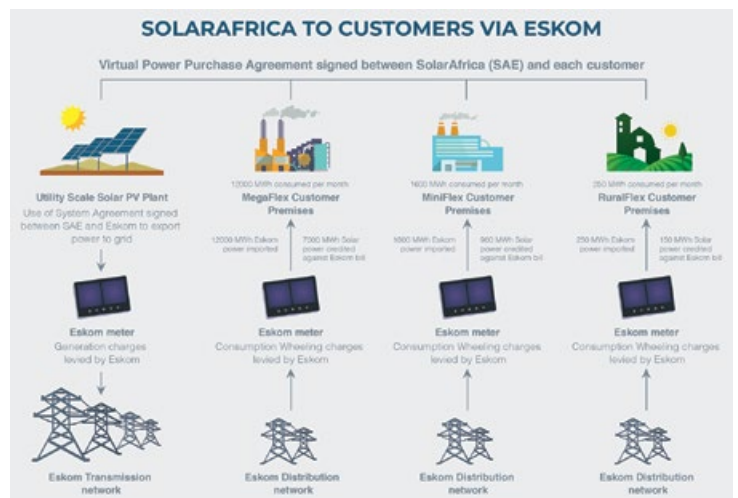 SOLARAFRICA TO CUSTOMERS VIA ESKOM
Virtual Power Purchase Agreement signed between SolarAfrica (SAE) and each customer
Utility Scale Solar PV Plant
Use of System Agreement signed
between SAE and Eskom to export
power to grid
Eskom meter
Generation charges
levied by Eskom
Eskom Transmission
network
12000 MWh consumed per month
MegaFlex Customer
Premises
12000 MWh Eskom
power imported
7000 MWh Solar
power credited
against Eskom bill
Eskom meter
Consumption Wheeling charges
levied by Eskom
Eskom Distribution
network
1600 MWh consumed per month
MiniFlex Customer
Premises
1600 MWh Eskom
power imported
900 MWh Solar
power credited
against Eskom bill
Eskom meter
Consumption Wheeling charges
levied by Eskom
Eskom Distribution
network
250 MWh consumed per month
RuralFlex Customer
Premises
250 MWh Eskom
power imported
150 MWh Solar
power credited
against Eskom bill
Eskom meter
Consumption Wheeling charges
levied by Eskom
Eskom Distribution
network